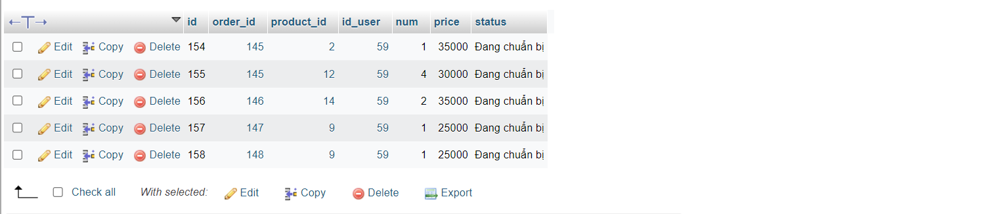 id order_id product_id id_user num price status
Edit Copy Delete 154 145 2 59 1 35000 Đang chuẩn bị
Edit Copy Delete 155 145 12 59 4 30000 Đang chuẩn bị
Edit Copy Delete 156 146 14 59 2 35000 Đang chuẩn bị
Edit Copy Delete 157 147 9 59 1 25000 Đang chuẩn bị
Edit Copy Delete 158 148 9 59 1 25000 Đang chuẩn bị
Check all With selected: Edit Copy Delete Export